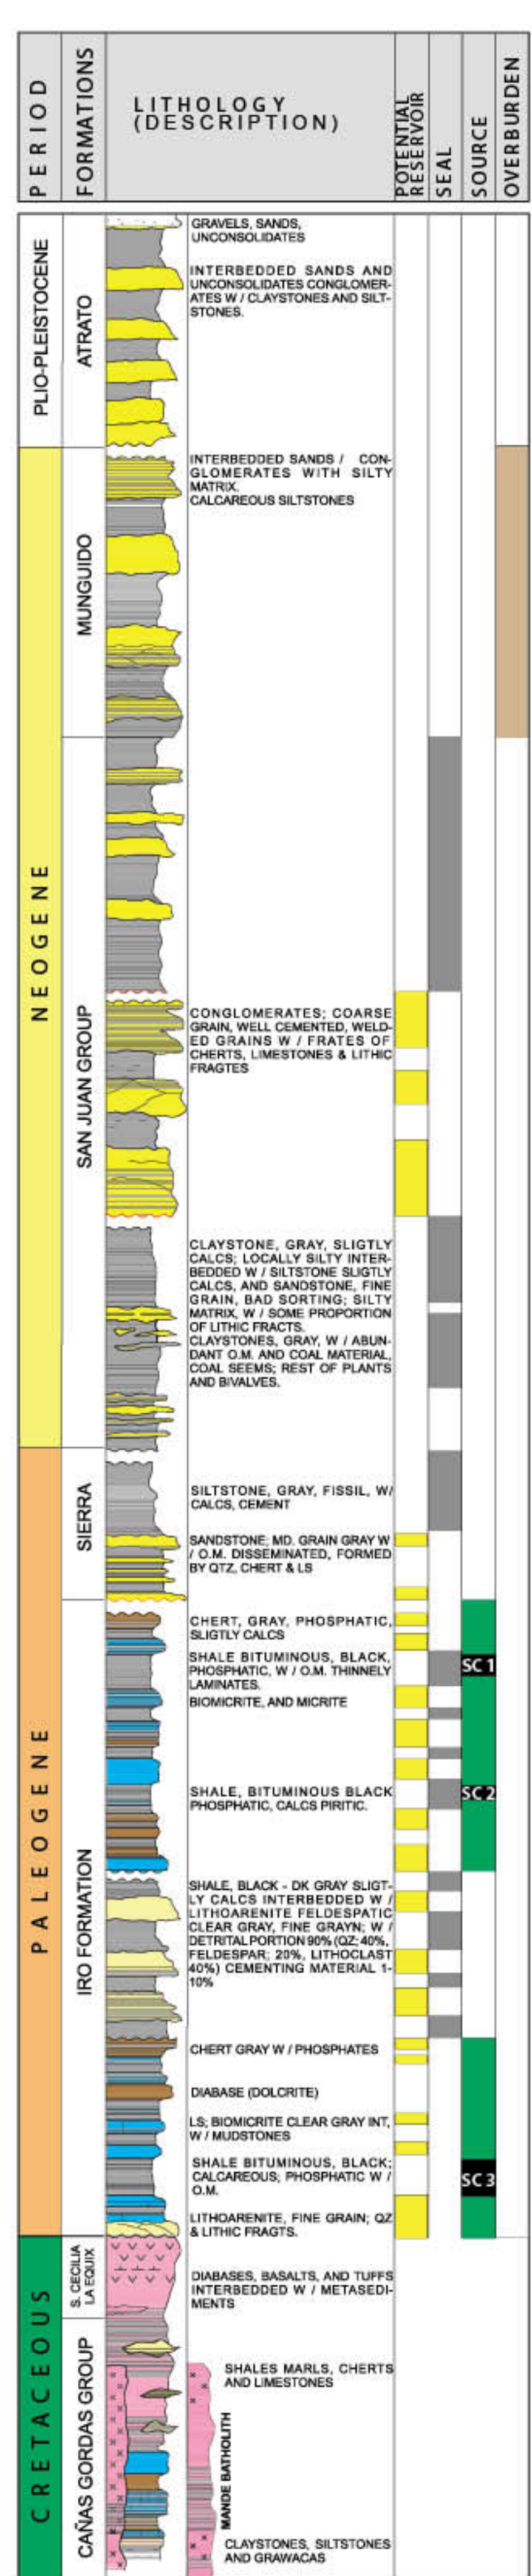 PERIOD
FORMATIONS
LITHOLOGY
(DESCRIPTION)
POTENTIAL
RESERVOIR
SEAL
SOURCE
OVERBURDEN
PLIO-PLEISTOCENE
ATRATO
GRAVELS, SANDS,
UNCONSOLIDATES
INTERBEDDED SANDS AND
UNCONSOLIDATES CONGLOMER-
ATES W / CLAYSTONES AND SILT-
STONES.
NEOGENE
MUNGUIDO
INTERBEDDED SANDS / CON-
GLOMERATES WITH SILTY
MATRIX.
CALCAREOUS SILTSTONES
SAN JUAN GROUP
CONGLOMERATES; COARSE
GRAIN, WELL CEMENTED, WELD-
ED GRAINS W / FRATES OF
CHERTS, LIMESTONES & LITHIC
FRAGTES
CLAYSTONE, GRAY, SLIGTLY
CALCS; LOCALLY SILTY INTER-
BEDDED W / SILTSTONE SLIGTLY
CALCS, AND SANDSTONE, FINE
GRAIN, BAD SORTING; SILTY
MATRIX, W / SOME PROPORTION
OF LITHIC FRACTS.
CLAYSTONES, GRAY, W / ABUN-
DANT O.M. AND COAL MATERIAL,
COAL SEEMS; REST OF PLANTS
AND BIVALVES.
PALEOGENE
SIERRA
SILTSTONE, GRAY, FISSIL, W/
CALCS, CEMENT
SANDSTONE; MD. GRAIN GRAY W
/ O.M. DISSEMINATED, FORMED
BY QTZ, CHERT & LS
IRO FORMATION
CHERT, GRAY, PHOSPHATIC,
SLIGTLY CALCS
SHALE BITUMINOUS, BLACK,
PHOSPHATIC, W / O.M. THINNELY
LAMINATES.
SC 1
BIOMICRITE, AND MICRITE
SHALE, BITUMINOUS BLACK
PHOSPHATIC, CALCS PIRITIC.
SC 2
SHALE, BLACK - DK GRAY SLIGT-
LY CALCS INTERBEDDED W /
LITHOARENITE FELDESPATIC
CLEAR GRAY, FINE GRAYN; W /
DETRITAL PORTION 90% (QZ; 40%,
FELDESPAR; 20%, LITHOCLAST
40%) CEMENTING MATERIAL 1-
10%
CHERT GRAY W / PHOSPHATES
DIABASE (DOLCRITE)
LS; BIOMICRITE CLEAR GRAY INT,
W / MUDSTONES
SHALE BITUMINOUS, BLACK;
CALCAREOUS; PHOSPHATIC W /
O.M.
SC 3
LITHOARENITE, FINE GRAIN; QZ
& LITHIC FRAGTS.
CRETACEOUS
S. CECILIA
LA EQUIX
DIABASES, BASALTS, AND TUFFS
INTERBEDDED W / METASEDI-
MENTS
CAÑAS GORDAS GROUP
SHALES MARLS, CHERTS
AND LIMESTONES
MANDE BATHOLITH
CLAYSTONES, SILTSTONES
AND GRAWACAS